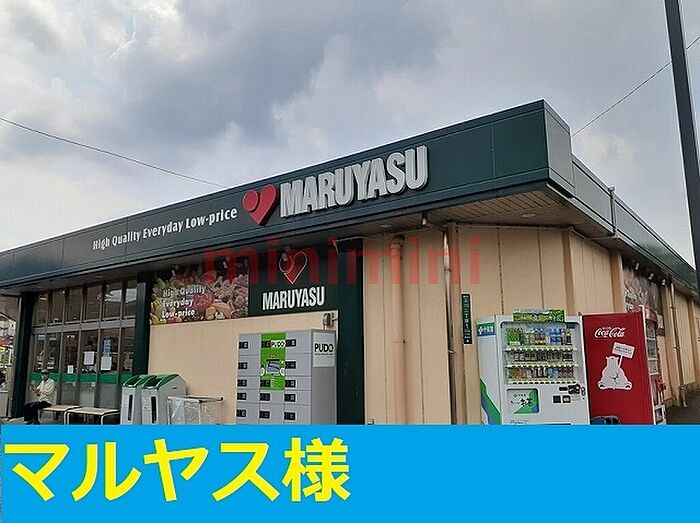 High Quality Everyday Low-price MARUYASU
minimini
High Quality
Everyday
Low-price
MARUYASU
PUDO
PUDO
Coca-Cola
マルヤス様